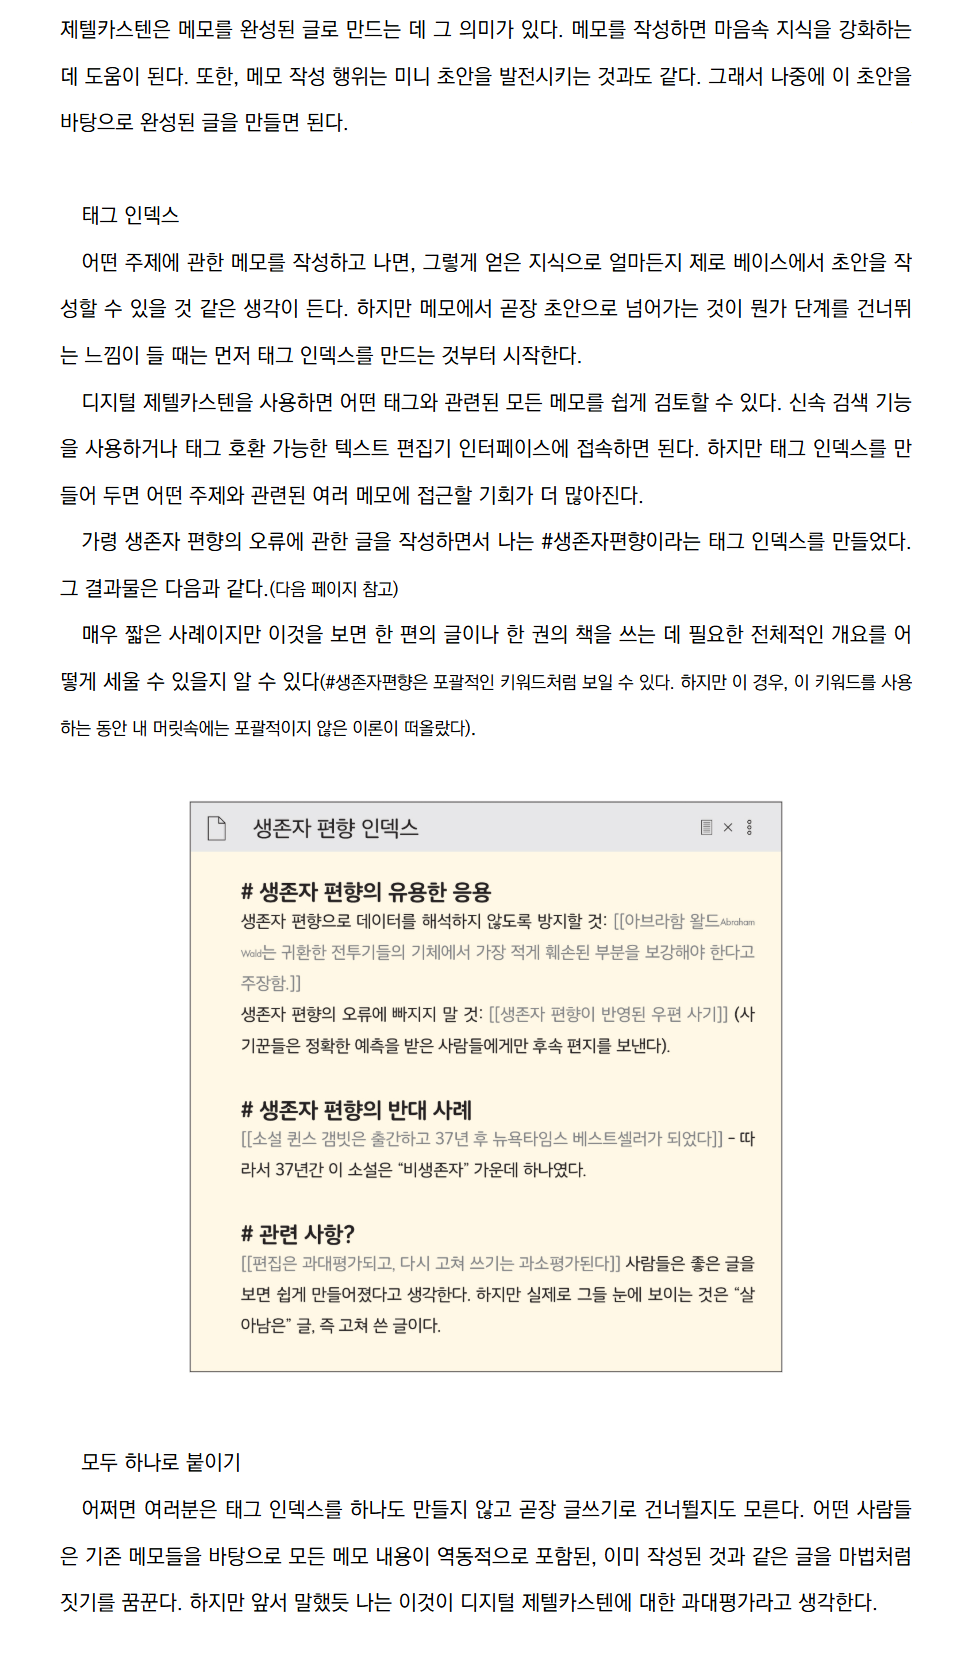 제텔카스텐은 메모를 완성된 글로 만드는 데 그 의미가 있다. 메모를 작성하면 마음속 지식을 강화하는
데 도움이 된다. 또한, 메모 작성 행위는 미니 초안을 발전시키는 것과도 같다. 그래서 나중에 이 초안을
바탕으로 완성된 글을 만들면 된다.
태그 인덱스
어떤 주제에 관한 메모를 작성하고 나면, 그렇게 얻은 지식으로 얼마든지 제로 베이스에서 초안을 작
성할 수 있을 것 같은 생각이 든다. 하지만 메모에서 곧장 초안으로 넘어가는 것이 뭔가 단계를 건너뛰
는 느낌이 들 때는 먼저 태그 인덱스를 만드는 것부터 시작한다.
디지털 제텔카스텐을 사용하면 어떤 태그와 관련된 모든 메모를 쉽게 검토할 수 있다. 신속 검색 기능
을 사용하거나 태그 호환 가능한 텍스트 편집기 인터페이스에 접속하면 된다. 하지만 태그 인덱스를 만
들어 두면 어떤 주제와 관련된 여러 메모에 접근할 기회가 더 많아진다.
가령 생존자 편향의 오류에 관한 글을 작성하면서 나는 #생존자편향이라는 태그 인덱스를 만들었다.
그 결과물은 다음과 같다.(다음 페이지 참고)
매우 짧은 사례이지만 이것을 보면 한 편의 글이나 한 권의 책을 쓰는 데 필요한 전체적인 개요를 어
떻게 세울 수 있을지 알 수 있다(#생존자편향은 포괄적인 키워드처럼 보일 수 있다. 하지만 이 경우, 이 키워드를 사용
하는 동안 내 머릿속에는 포괄적이지 않은 이론이 떠올랐다).
생존자 편향 인덱스
# 생존자 편향의 유용한 응용
생존자 편향으로 데이터를 해석하지 않도록 방지할 것: [[아브라함 왈드Abraham
Wald는 귀환한 전투기들의 기체에서 가장 적게 훼손된 부분을 보강해야 한다고
주장함.]]
생존자 편향의 오류에 빠지지 말 것: [[생존자 편향이 반영된 우편 사기]] (사
기꾼들은 정확한 예측을 받은 사람들에게만 후속 편지를 보낸다).
# 생존자 편향의 반대 사례
[[소설 퀸스 갬빗은 출간하고 37년 후 뉴욕타임스 베스트셀러가 되었다]] – 따
라서 37년간 이 소설은 “비생존자” 가운데 하나였다.
# 관련 사항?
[[편집은 과대평가되고, 다시 고쳐 쓰기는 과소평가된다]] 사람들은 좋은 글을
보면 쉽게 만들어졌다고 생각한다. 하지만 실제로 그들 눈에 보이는 것은 “살
아남은” 글, 즉 고쳐 쓴 글이다.
모두 하나로 붙이기
어쩌면 여러분은 태그 인덱스를 하나도 만들지 않고 곧장 글쓰기로 건너뛸지도 모른다. 어떤 사람들
은 기존 메모들을 바탕으로 모든 메모 내용이 역동적으로 포함된, 이미 작성된 것과 같은 글을 마법처럼
짓기를 꿈꾼다. 하지만 앞서 말했듯 나는 이것이 디지털 제텔카스텐에 대한 과대평가라고 생각한다.